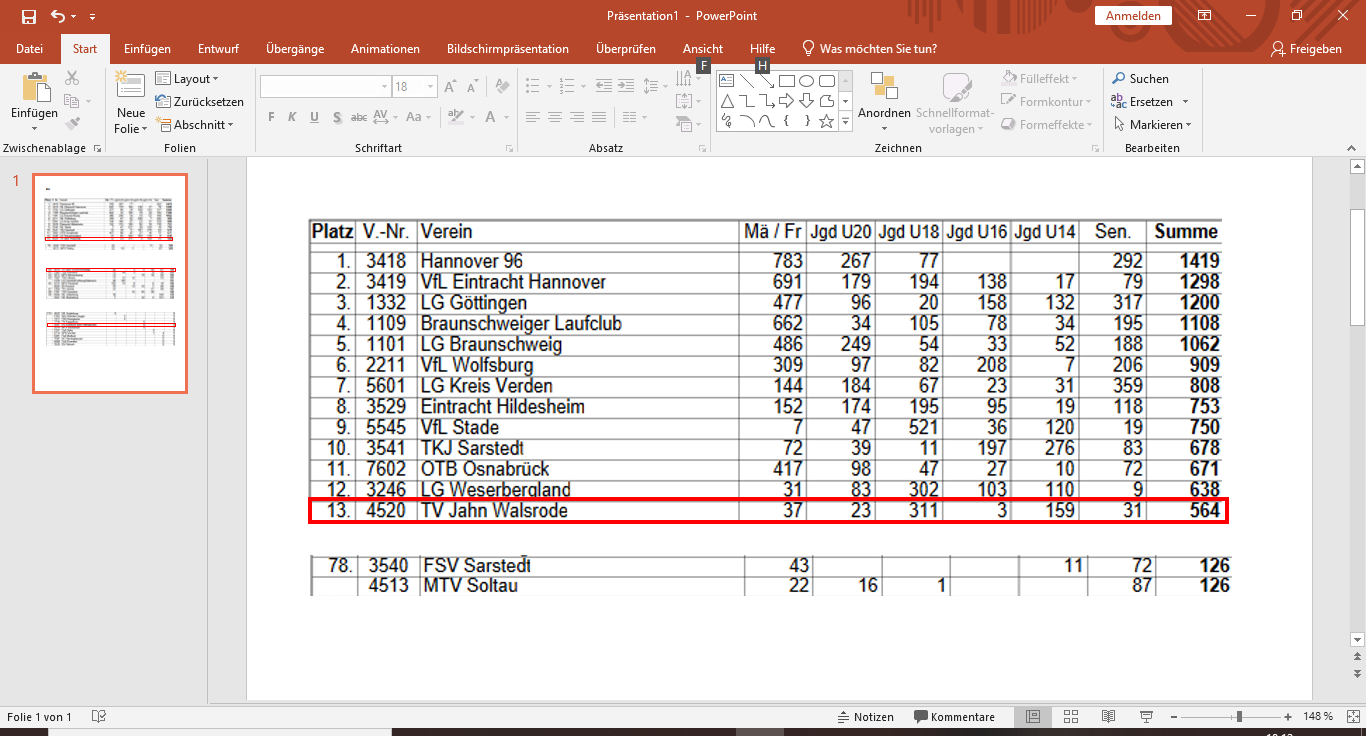 Präsentation1 - PowerPoint
Anmelden
Datei Start Einfügen Entwurf Übergänge Animationen Bildschirmpräsentation Überprüfen Ansicht Hilfe Was möchten Sie tun? Freigeben
F H
Einfügen
Neue Folie
Layout
Zurücksetzen
Abschnitt
18
F K U S abc AV Aa A
Anordnen
Schnellformat-vorlagen
Fülleffekt
Formkontur
Formeffekte
Suchen
Ersetzen
Markieren
Zwischenablage Folien Schriftart Absatz Zeichnen Bearbeiten
1
Platz V.-Nr. Verein Mä / Fr Jgd U20 Jgd U18 Jgd U16 Jgd U14 Sen. Summe
1. 3418 Hannover 96 783 267 77 292 1419
2. 3419 VfL Eintracht Hannover 691 179 194 138 17 79 1298
3. 1332 LG Göttingen 477 96 20 158 132 317 1200
4. 1109 Braunschweiger Laufclub 662 34 105 78 34 195 1108
5. 1101 LG Braunschweig 486 249 54 33 52 188 1062
6. 2211 VfL Wolfsburg 309 97 82 208 7 206 909
7. 5601 LG Kreis Verden 144 184 67 23 31 359 808
8. 3529 Eintracht Hildesheim 152 174 195 95 19 118 753
9. 5545 VfL Stade 7 47 521 36 120 19 750
10. 3541 TKJ Sarstedt 72 39 11 197 276 83 678
11. 7602 OTB Osnabrück 417 98 47 27 10 72 671
12. 3246 LG Weserbergland 31 83 302 103 110 9 638
13. 4520 TV Jahn Walsrode 37 23 311 3 159 31 564
78. 3540 FSV Sarstedt 43 11 72 126
4513 MTV Soltau 22 16 1 87 126
Folie 1 von 1 Notizen Kommentare 148 %